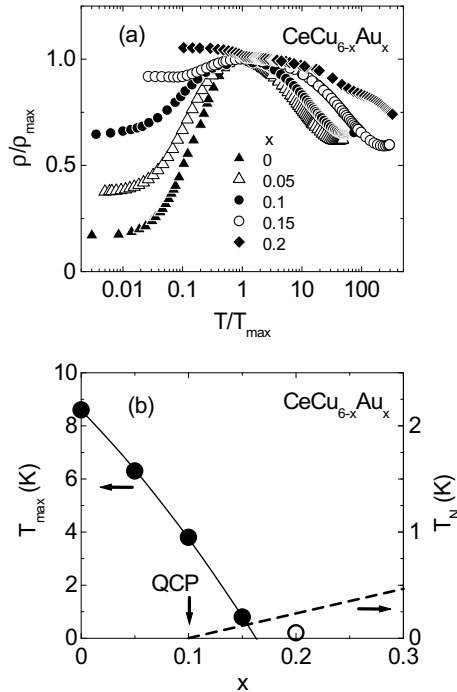 (a)
CeCu6-xAux
1.0
0.5
0
ρ/ρmax
x
0
0.05
0.1
0.15
0.2
0.01 0.1 1 10 100
T/Tmax
(b)
CeCu6-xAux
10
8
6
4
2
0
Tmax (K)
QCP
2
1
0
TN (K)
0 0.1 0.2 0.3
x